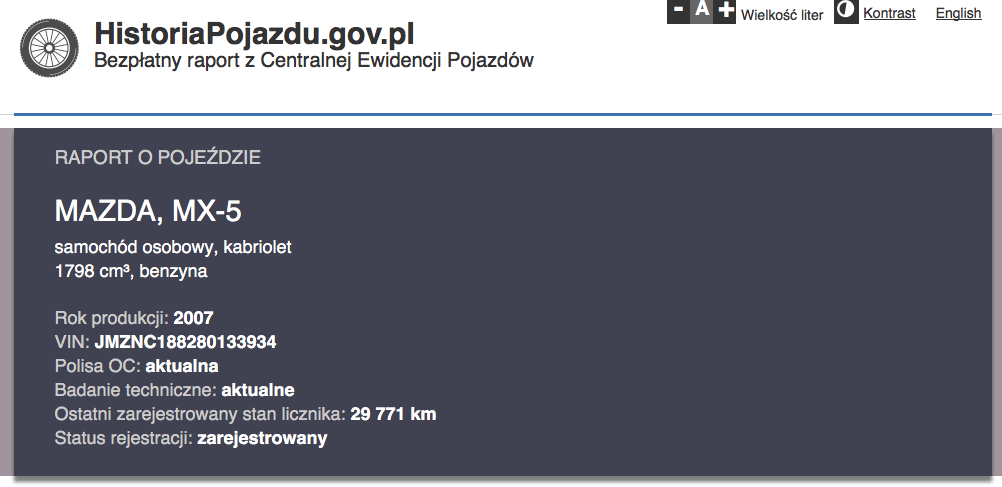 - A + Wielkość liter Kontrast English
HistoriaPojazdu.gov.pl
Bezpłatny raport z Centralnej Ewidencji Pojazdów
RAPORT O POJEŹDZIE
MAZDA, MX-5
samochód osobowy, kabriolet
1798 cm³, benzyna
Rok produkcji: 2007
VIN: JMZNC188280133934
Polisa OC: aktualna
Badanie techniczne: aktualne
Ostatni zarejestrowany stan licznika: 29 771 km
Status rejestracji: zarejestrowany